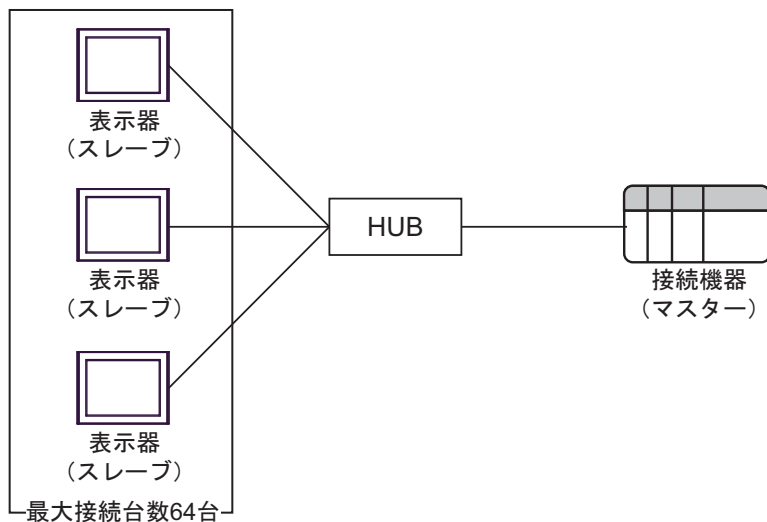 表示器
（スレーブ）
表示器
（スレーブ）
表示器
（スレーブ）
最大接続台数64台
HUB
接続機器
（マスター）